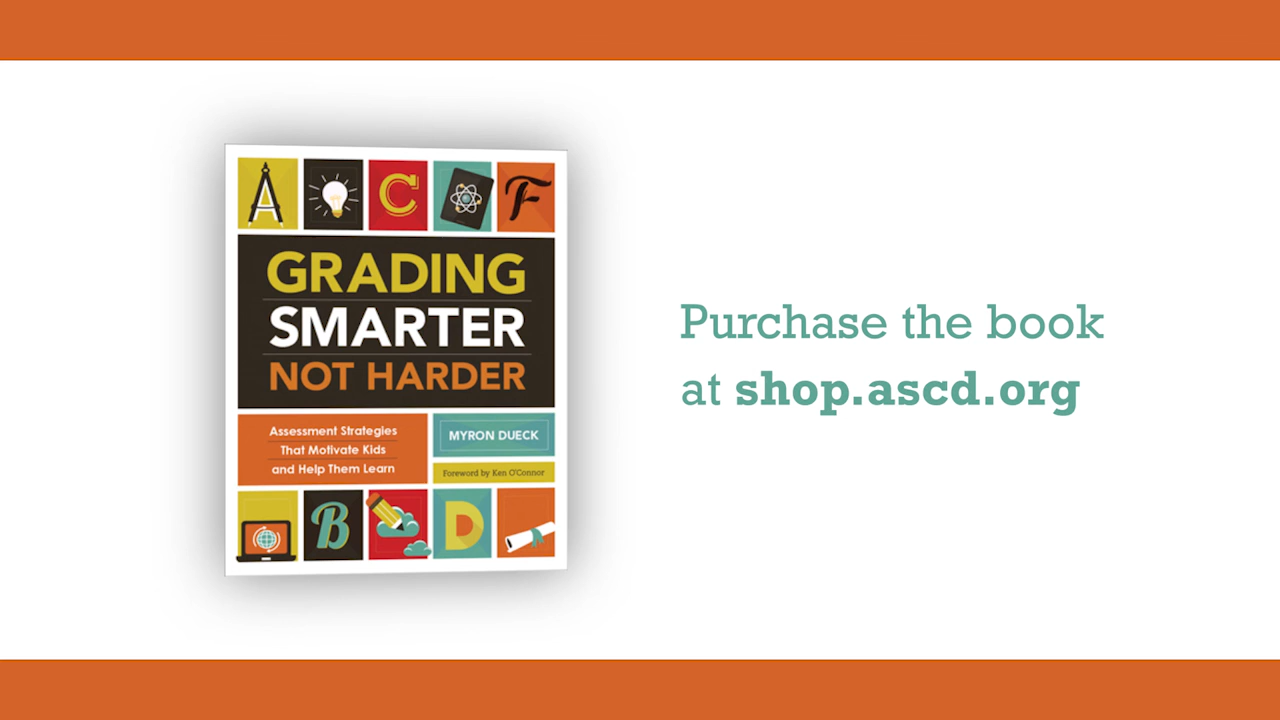 A C F
GRADING
SMARTER
NOT HARDER
Assessment Strategies
That Motivate Kids
and Help Them Learn
MYRON DUECK
Foreword by Ken O'Connor
B D
Purchase the book
at shop.ascd.org